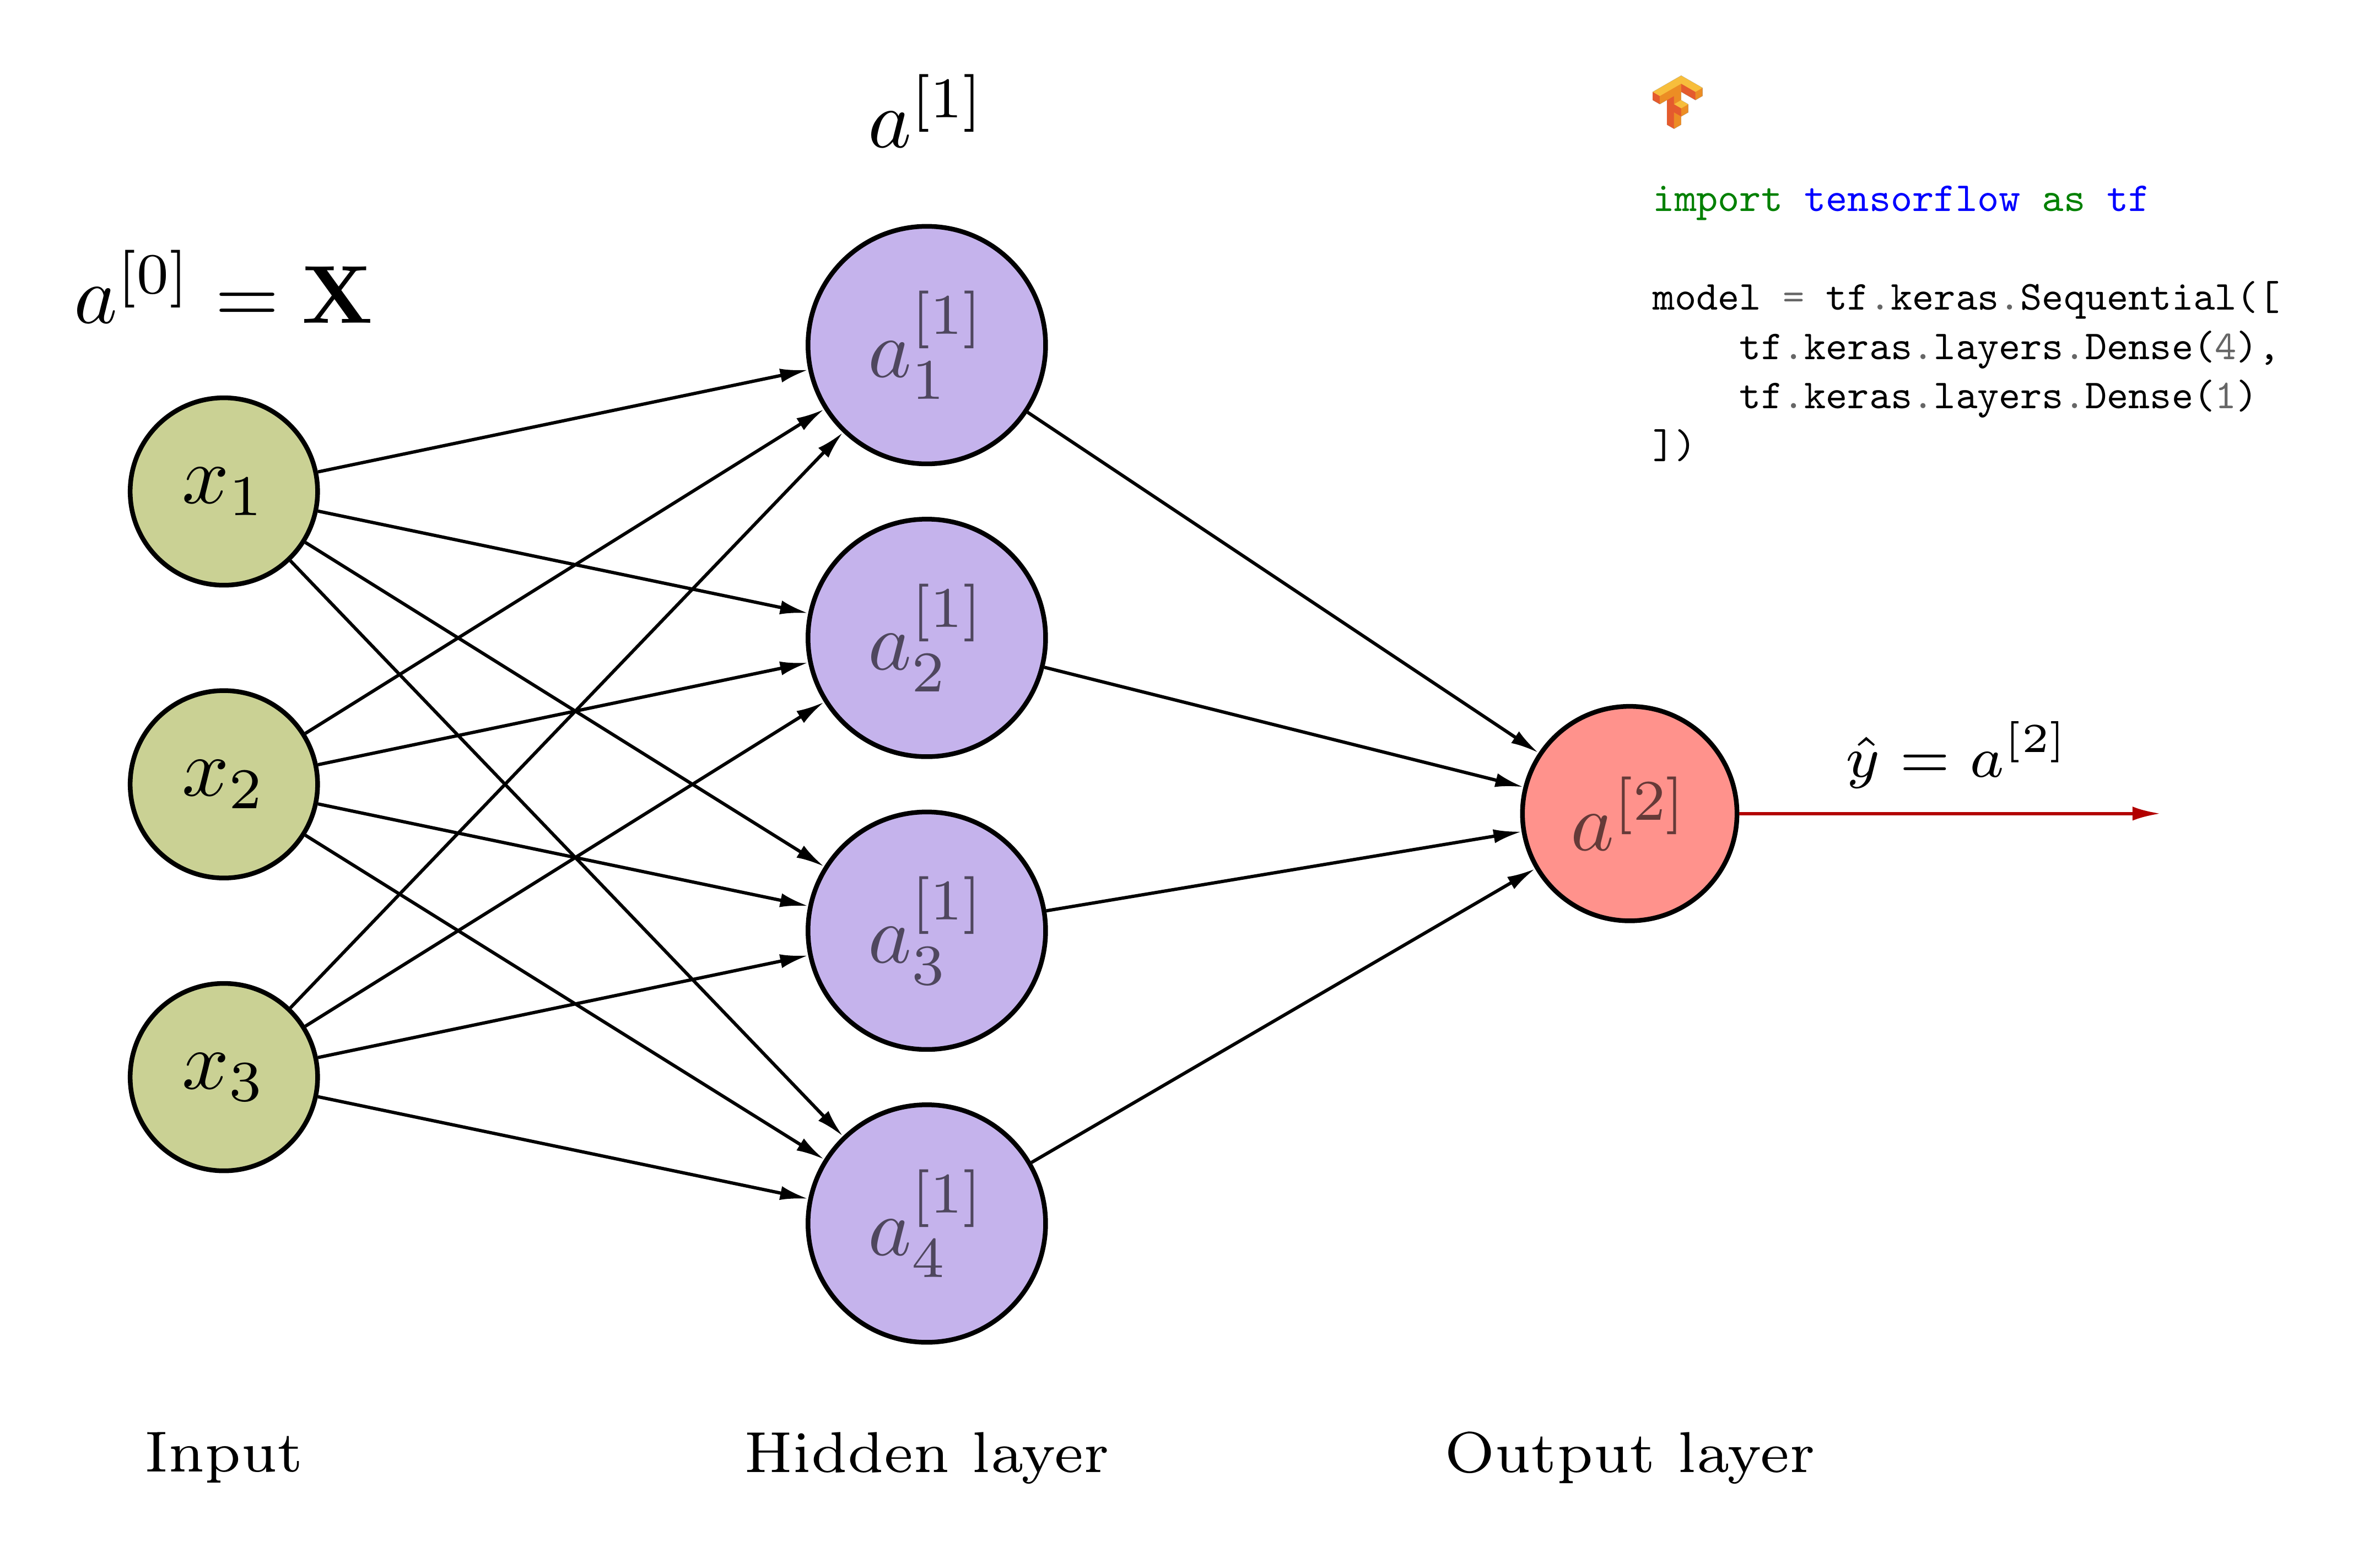 a^[1]
a^[0] = X
x_1
x_2
x_3
a_1^[1]
a_2^[1]
a_3^[1]
a_4^[1]
a^[2]
ŷ = a^[2]
import tensorflow as tf
model = tf.keras.Sequential([
    tf.keras.layers.Dense(4),
    tf.keras.layers.Dense(1)
])
Input
Hidden layer
Output layer